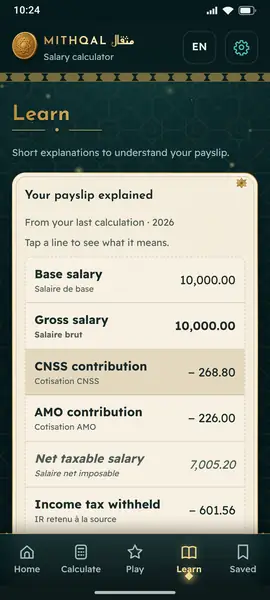 10:24
MITHQAL مثقال
Salary calculator
EN
Learn
Short explanations to understand your payslip.
Your payslip explained
From your last calculation · 2026
Tap a line to see what it means.
Base salary 10,000.00
Salaire de base
Gross salary 10,000.00
Salaire brut
CNSS contribution − 268.80
Cotisation CNSS
AMO contribution − 226.00
Cotisation AMO
Net taxable salary 7,005.20
Salaire net imposable
Income tax withheld − 601.56
IR retenu à la source
Home Calculate Play Learn Saved